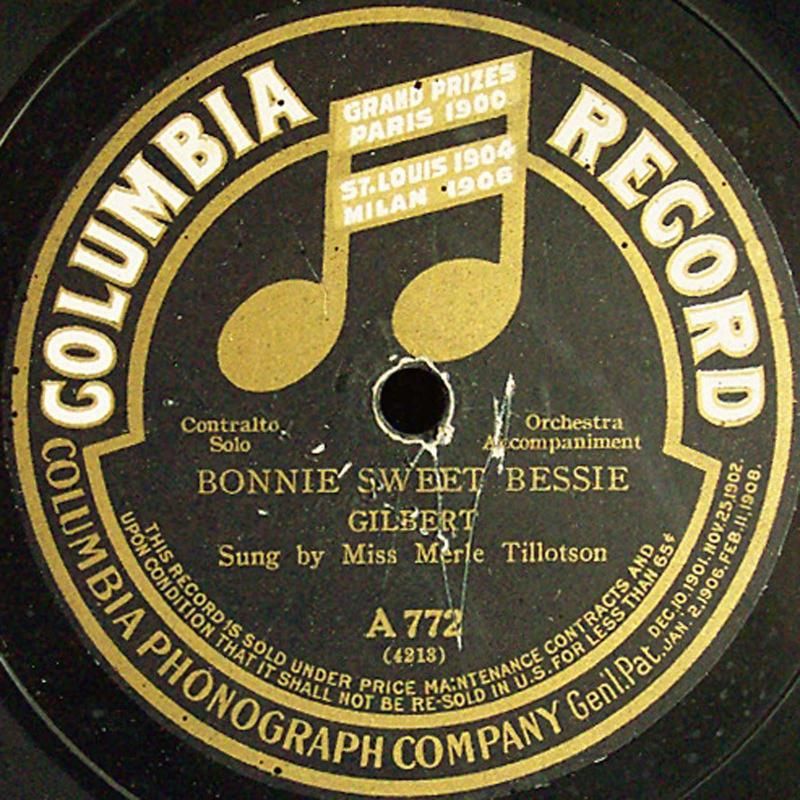 COLUMBIA RECORD
GRAND PRIZES
PARIS 1900
ST. LOUIS 1904
MILAN 1906
Contralto
Solo
Orchestra
Accompaniment
BONNIE SWEET BESSIE
GILBERT
Sung by Miss Merle Tillotson
A 772
(4213)
THIS RECORD IS SOLD UNDER PRICE MAINTENANCE CONTRACTS AND
UPON CONDITION THAT IT SHALL NOT BE RE-SOLD IN U.S. FOR LESS THAN 65¢
COLUMBIA PHONOGRAPH COMPANY Gen'l. Pat.
DEC. 10, 1901. NOV. 25, 1902.
JAN. 2, 1906. FEB. 11, 1908.